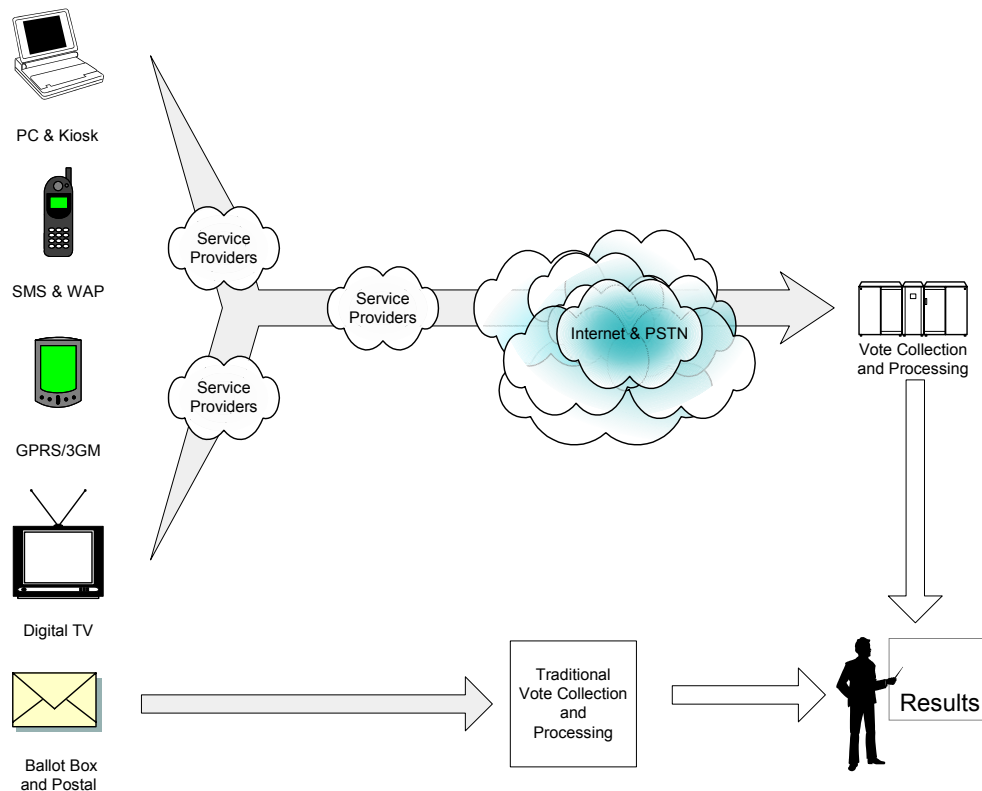 PC & Kiosk
SMS & WAP
GPRS/3GM
Digital TV
Ballot Box
and Postal
Service
Providers
Service
Providers
Service
Providers
Internet & PSTN
Vote Collection
and Processing
Traditional
Vote Collection
and
Processing
Results